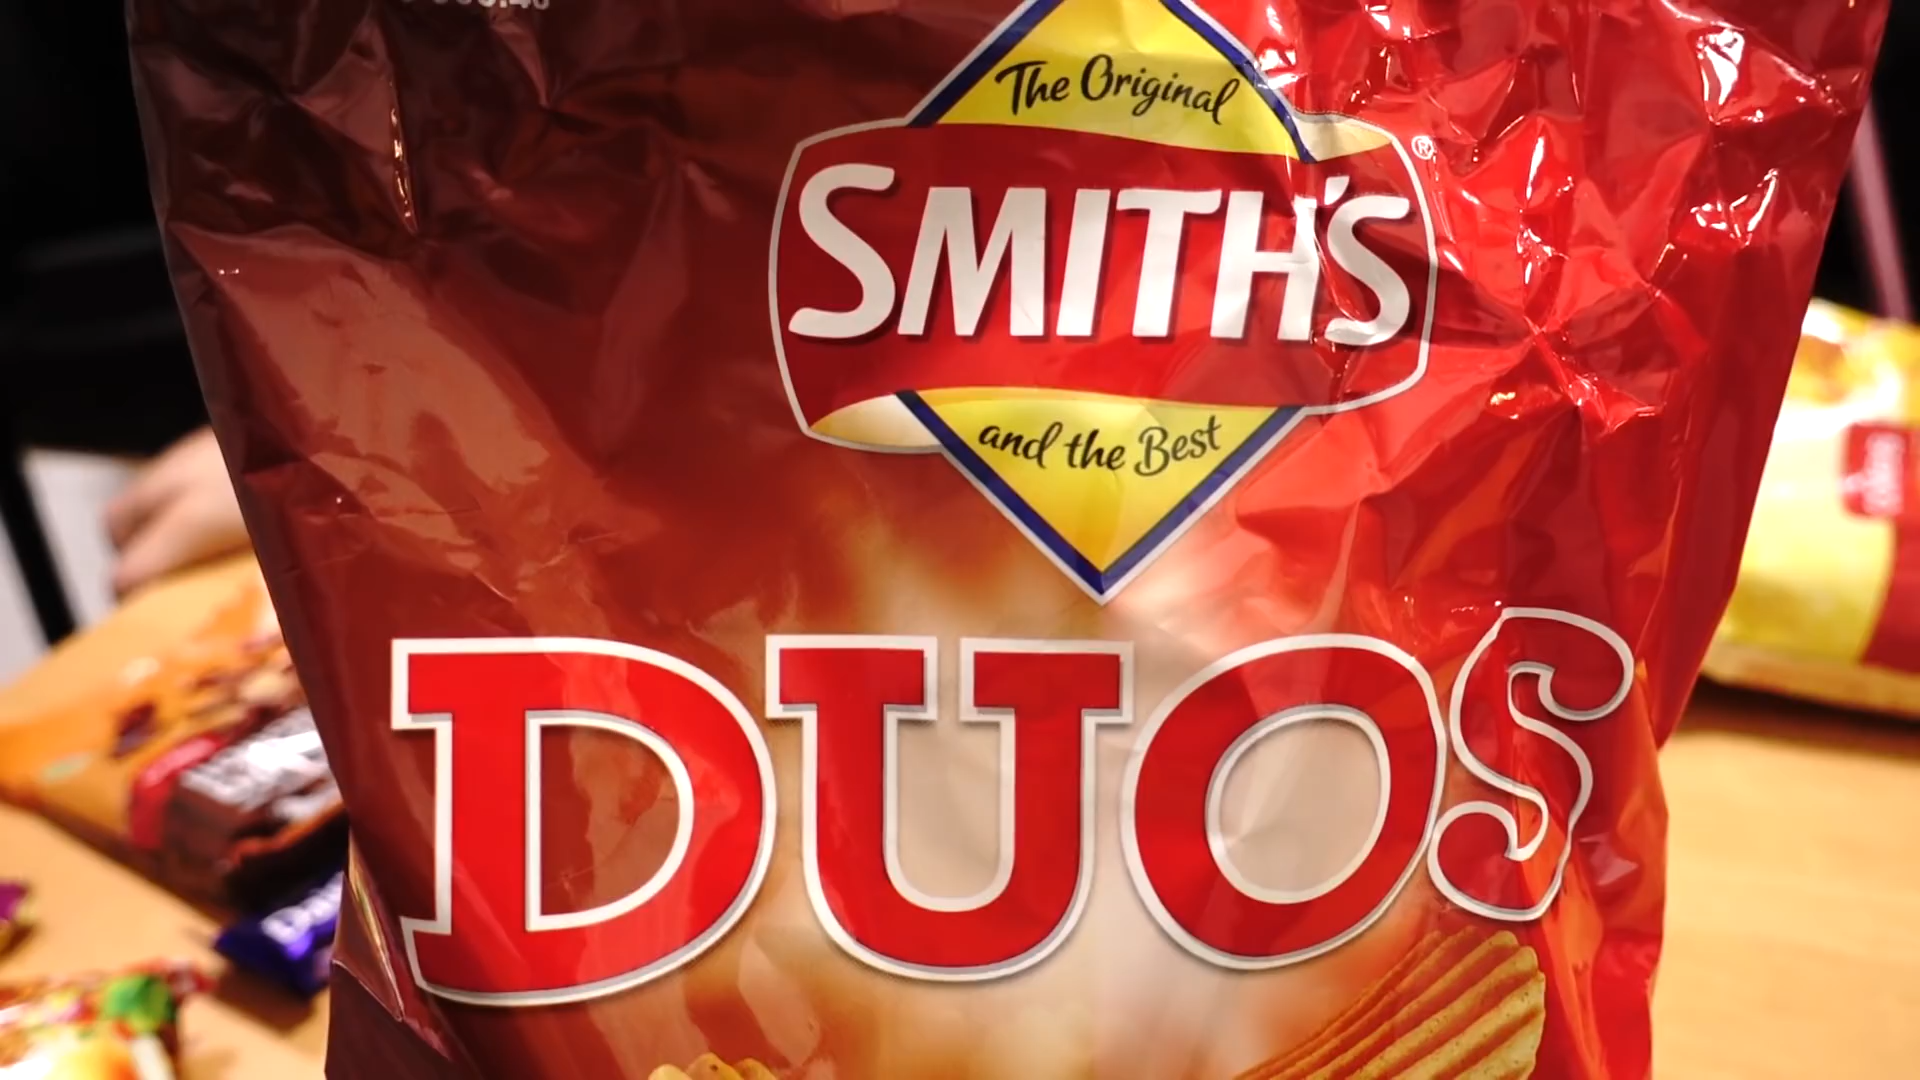 The Original
SMITH'S
®
and the Best
DUOS